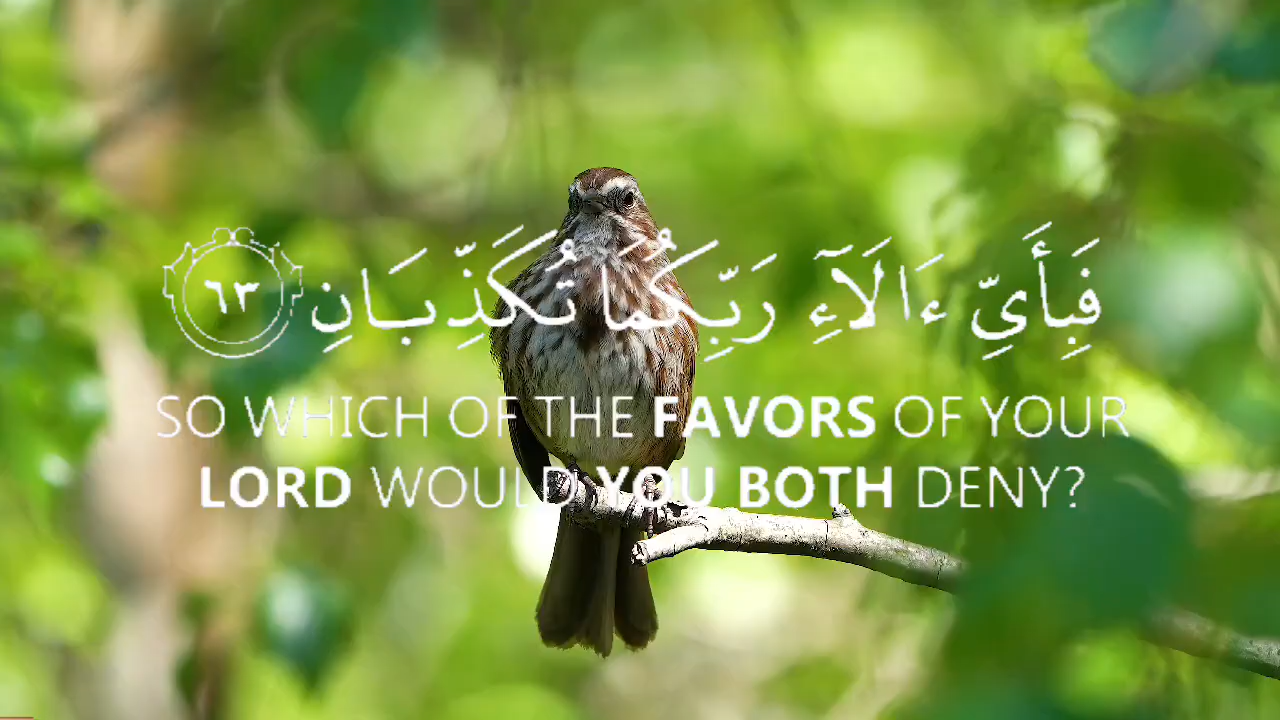 فَبِأَيِّ ءَالَآءِ رَبِّكُمَا تُكَذِّبَانِ ٦٣
SO WHICH OF THE FAVORS OF YOUR
LORD WOULD YOU BOTH DENY?